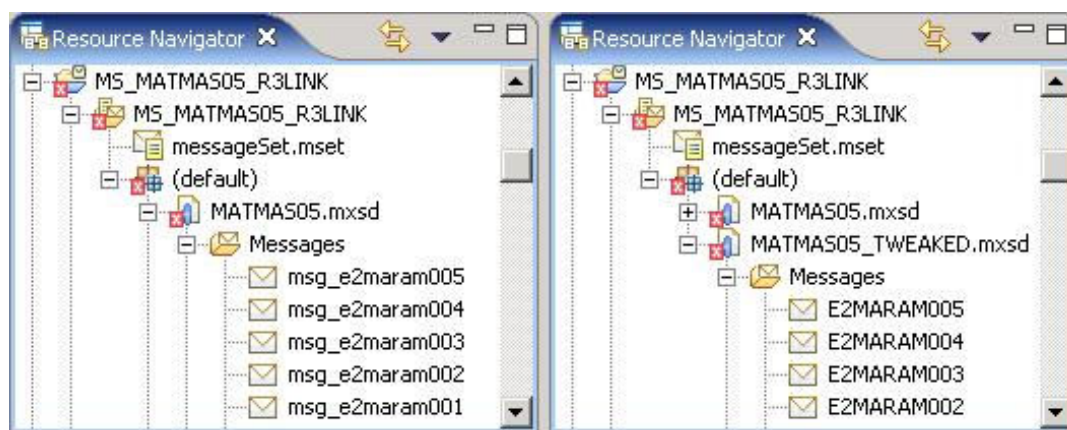 Resource Navigator
MS_MATMAS05_R3LINK
MS_MATMAS05_R3LINK
messageSet.mset
(default)
MATMAS05.mxsd
Messages
msg_e2maram005
msg_e2maram004
msg_e2maram003
msg_e2maram002
msg_e2maram001
Resource Navigator
MS_MATMAS05_R3LINK
MS_MATMAS05_R3LINK
messageSet.mset
(default)
MATMAS05.mxsd
MATMAS05_TWEAKED.mxsd
Messages
E2MARAM005
E2MARAM004
E2MARAM003
E2MARAM002